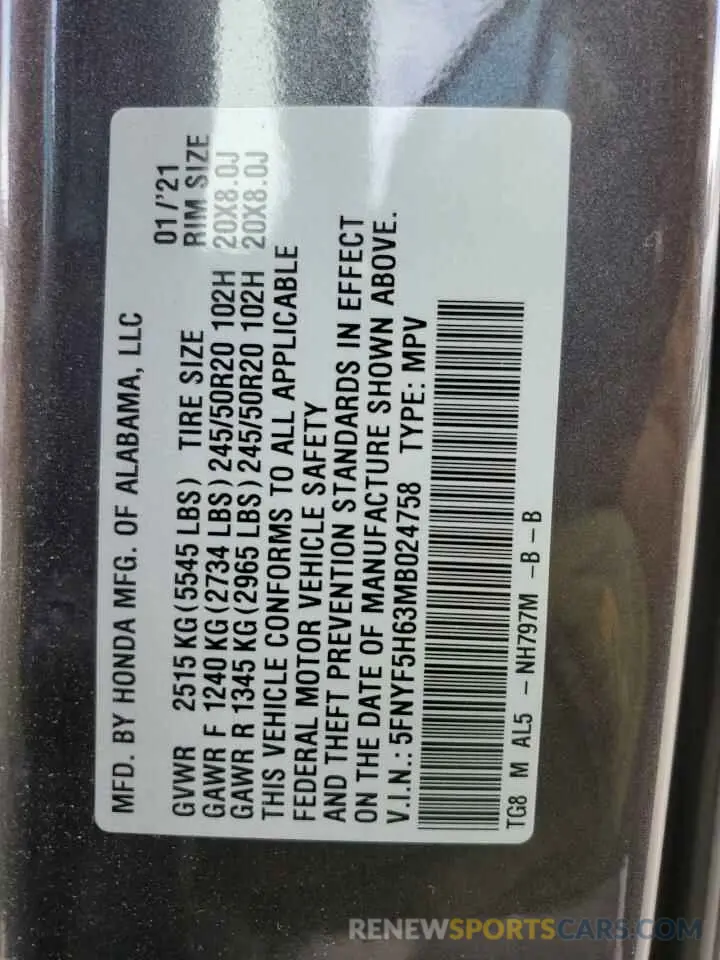 MFD. BY HONDA MFG. OF ALABAMA, LLC
01/'21
GVWR 2515 KG (5545 LBS) TIRE SIZE RIM SIZE
GAWR F 1240 KG (2734 LBS) 245/50R20 102H 20X8.0J
GAWR R 1345 KG (2965 LBS) 245/50R20 102H 20X8.0J
THIS VEHICLE CONFORMS TO ALL APPLICABLE
FEDERAL MOTOR VEHICLE SAFETY
AND THEFT PREVENTION STANDARDS IN EFFECT
ON THE DATE OF MANUFACTURE SHOWN ABOVE.
V.I.N.: 5FNYF5H63MB024758 TYPE: MPV
TG8 M AL5 - NH797M -B-B
RENEWSPORTSCARS.COM